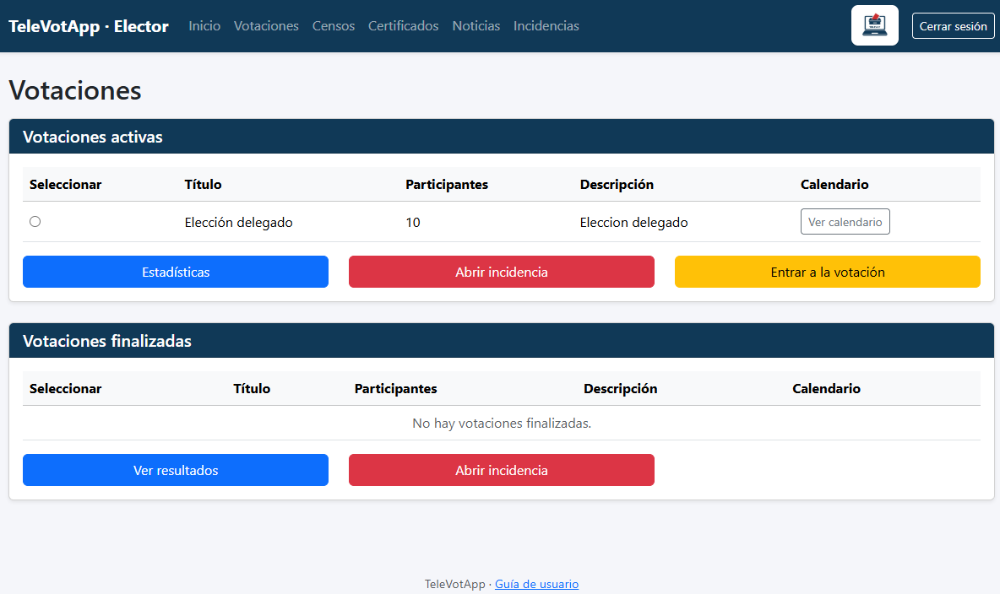 TeleVotApp · Elector Inicio Votaciones Censos Certificados Noticias Incidencias Cerrar sesión
Votaciones
Votaciones activas
Seleccionar Título Participantes Descripción Calendario
Elección delegado 10 Eleccion delegado Ver calendario
Estadísticas Abrir incidencia Entrar a la votación
Votaciones finalizadas
Seleccionar Título Participantes Descripción Calendario
No hay votaciones finalizadas.
Ver resultados Abrir incidencia
TeleVotApp · Guía de usuario